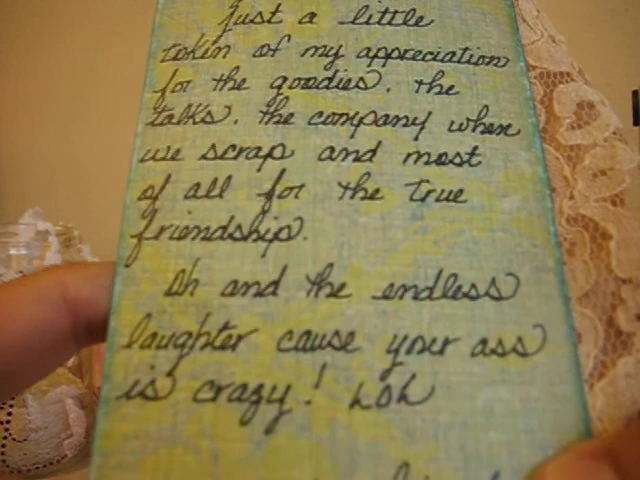 Just a little
tokin of my appreciation
for the goodies. the
talks. the company when
we scrap and most
of all for the true
friendship.
Oh and the endless
laughter cause your ass
is crazy! LOL